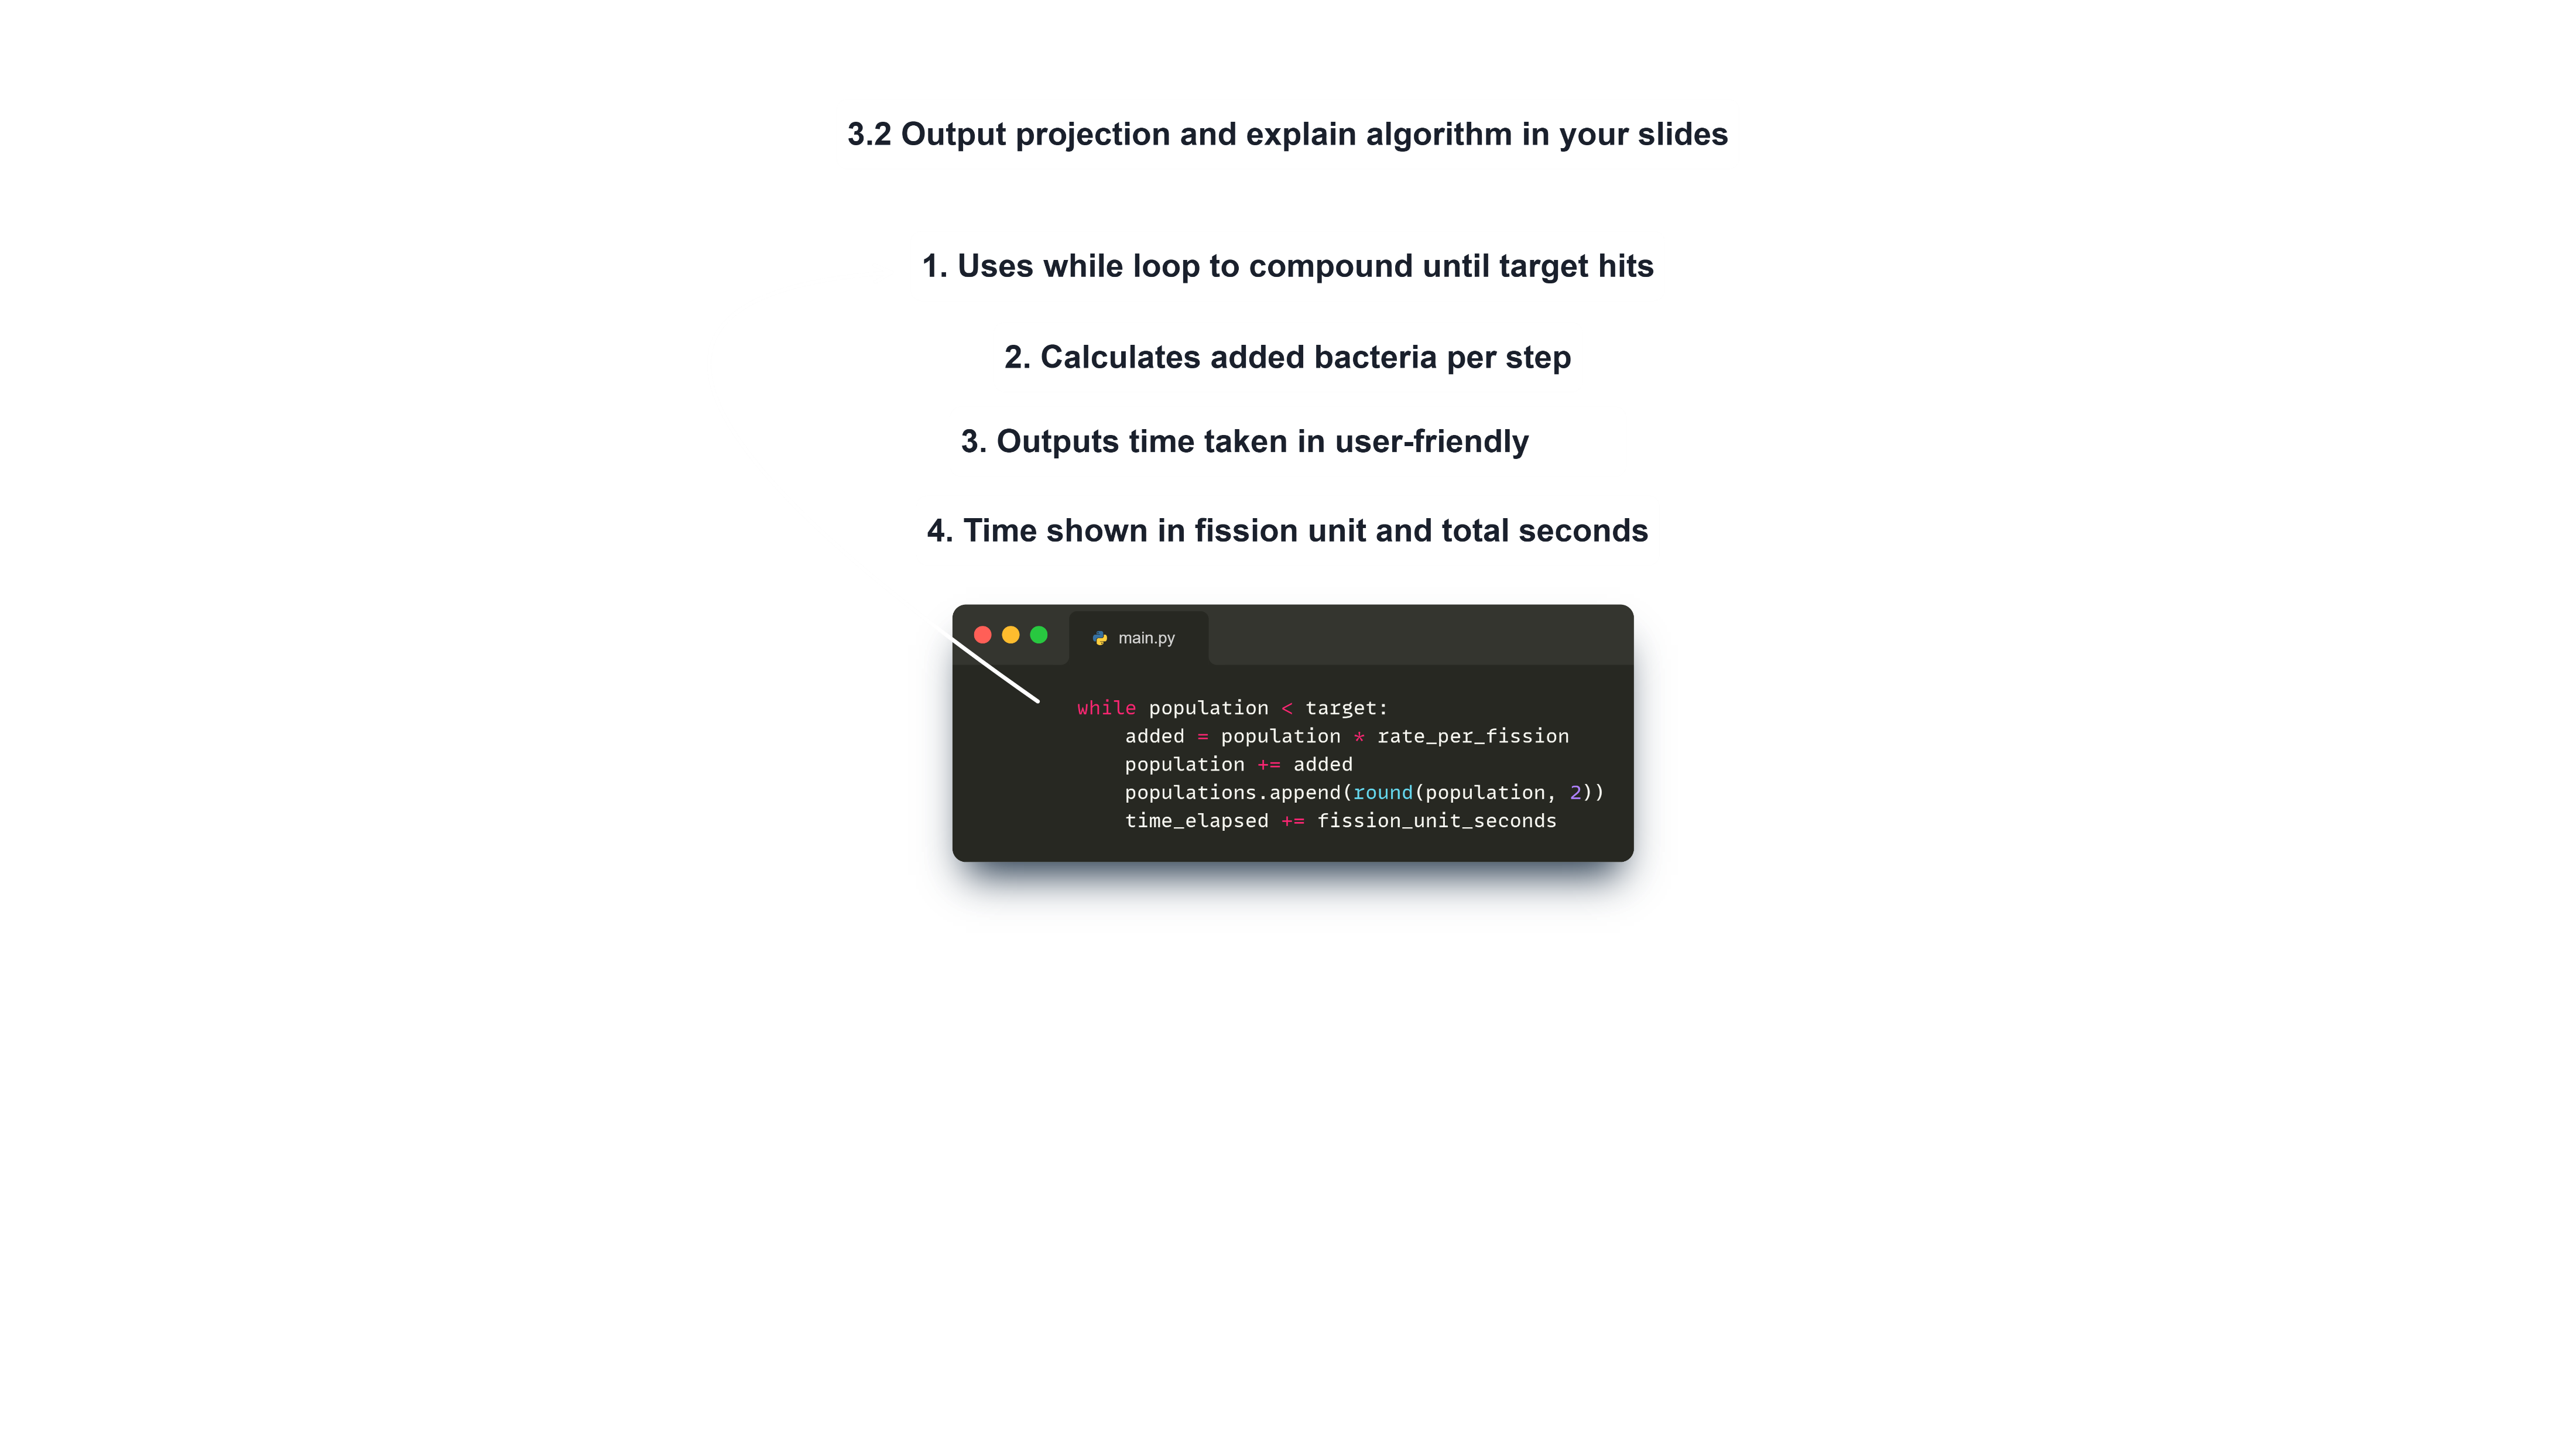 3.2 Output projection and explain algorithm in your slides
1. Uses while loop to compound until target hits
2. Calculates added bacteria per step
3. Outputs time taken in user-friendly
4. Time shown in fission unit and total seconds
main.py
while population < target:
    added = population * rate_per_fission
    population += added
    populations.append(round(population, 2))
    time_elapsed += fission_unit_seconds